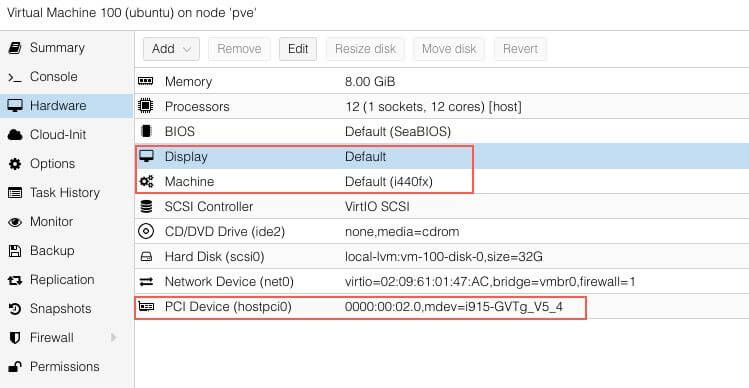 Virtual Machine 100 (ubuntu) on node 'pve'
Summary
Console
Hardware
Cloud-Init
Options
Task History
Monitor
Backup
Replication
Snapshots
Firewall
Permissions
Add Remove Edit Resize disk Move disk Revert
Memory 8.00 GiB
Processors 12 (1 sockets, 12 cores) [host]
BIOS Default (SeaBIOS)
Display Default
Machine Default (i440fx)
SCSI Controller VirtIO SCSI
CD/DVD Drive (ide2) none,media=cdrom
Hard Disk (scsi0) local-lvm:vm-100-disk-0,size=32G
Network Device (net0) virtio=02:09:61:01:47:AC,bridge=vmbr0,firewall=1
PCI Device (hostpci0) 0000:00:02.0,mdev=i915-GVTg_V5_4